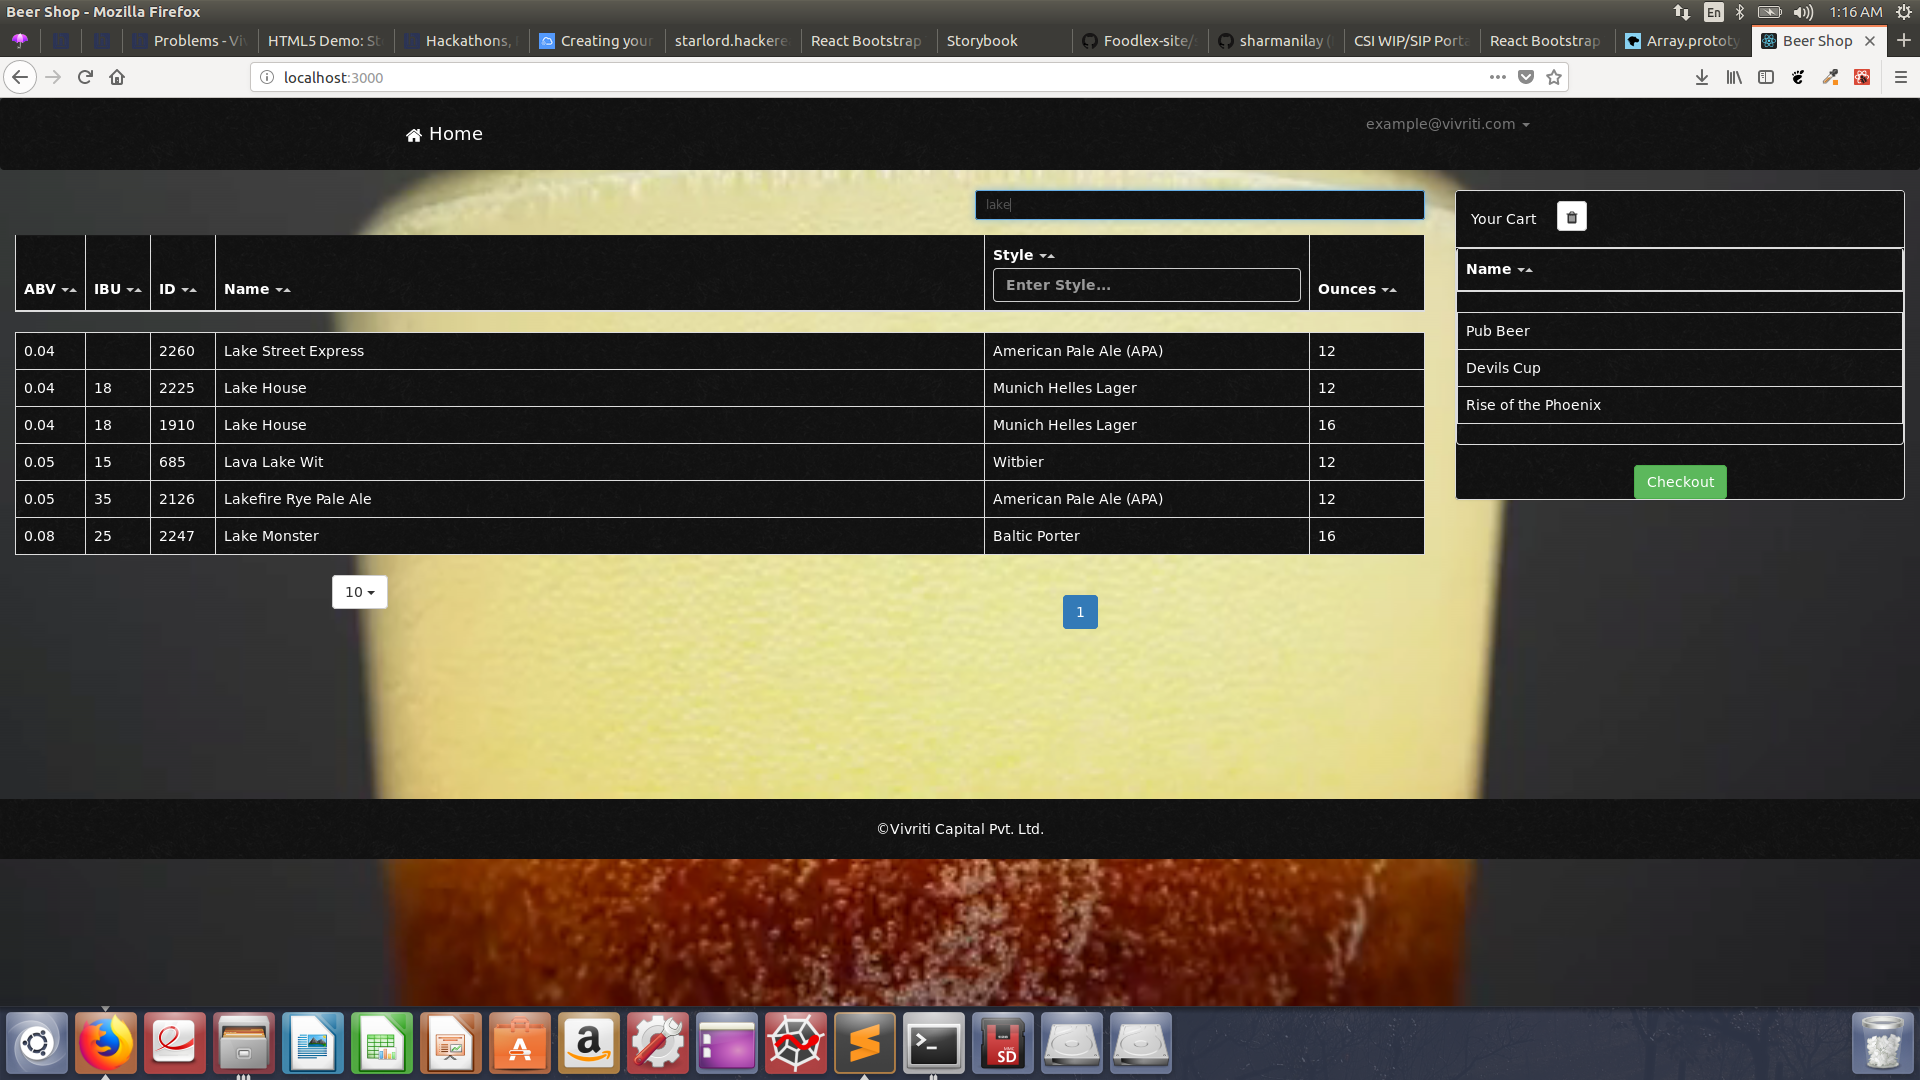 Beer Shop - Mozilla Firefox
En
1:16 AM
Problems - Viv
HTML5 Demo: St
Hackathons,
Creating your
starlord.hackere
React Bootstrap
Storybook
Foodlex-site/
sharmanilay (
CSI WIP/SIP Porta
React Bootstrap
Array.prototy
Beer Shop
localhost:3000
Home
example@vivriti.com
lake
Your Cart
ABV IBU ID Name Style Ounces
Enter Style...
Name
0.04 2260 Lake Street Express American Pale Ale (APA) 12
0.04 18 2225 Lake House Munich Helles Lager 12
0.04 18 1910 Lake House Munich Helles Lager 16
0.05 15 685 Lava Lake Wit Witbier 12
0.05 35 2126 Lakefire Rye Pale Ale American Pale Ale (APA) 12
0.08 25 2247 Lake Monster Baltic Porter 16
Pub Beer
Devils Cup
Rise of the Phoenix
Checkout
10
1
©Vivriti Capital Pvt. Ltd.
SD